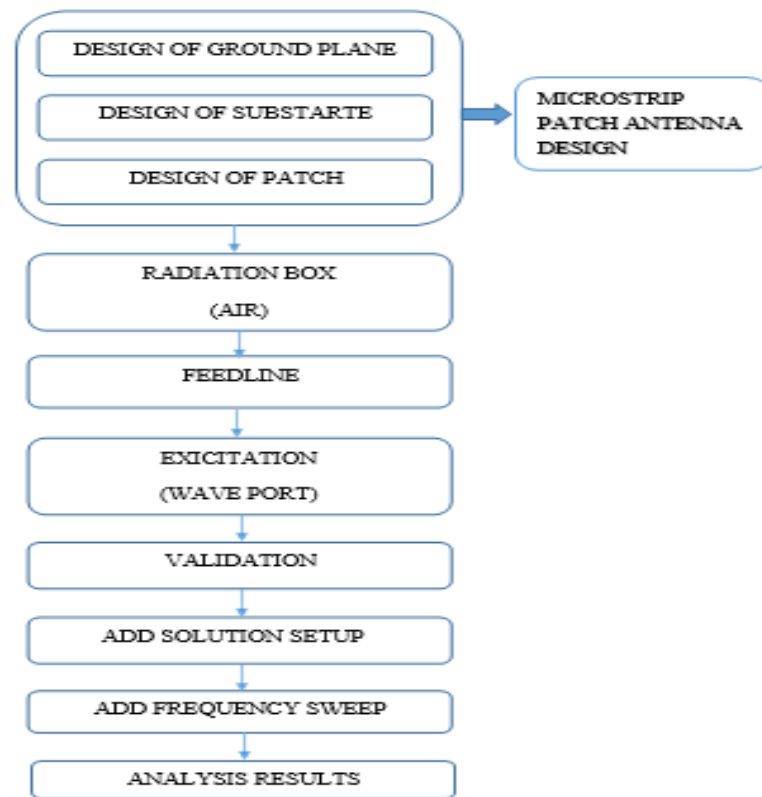 DESIGN OF GROUND PLANE
DESIGN OF SUBSTARTE
DESIGN OF PATCH
MICROSTRIP
PATCH ANTENNA
DESIGN
RADIATION BOX
(AIR)
FEEDLINE
EXICITATION
(WAVE PORT)
VALIDATION
ADD SOLUTION SETUP
ADD FREQUENCY SWEEP
ANALYSIS RESULTS